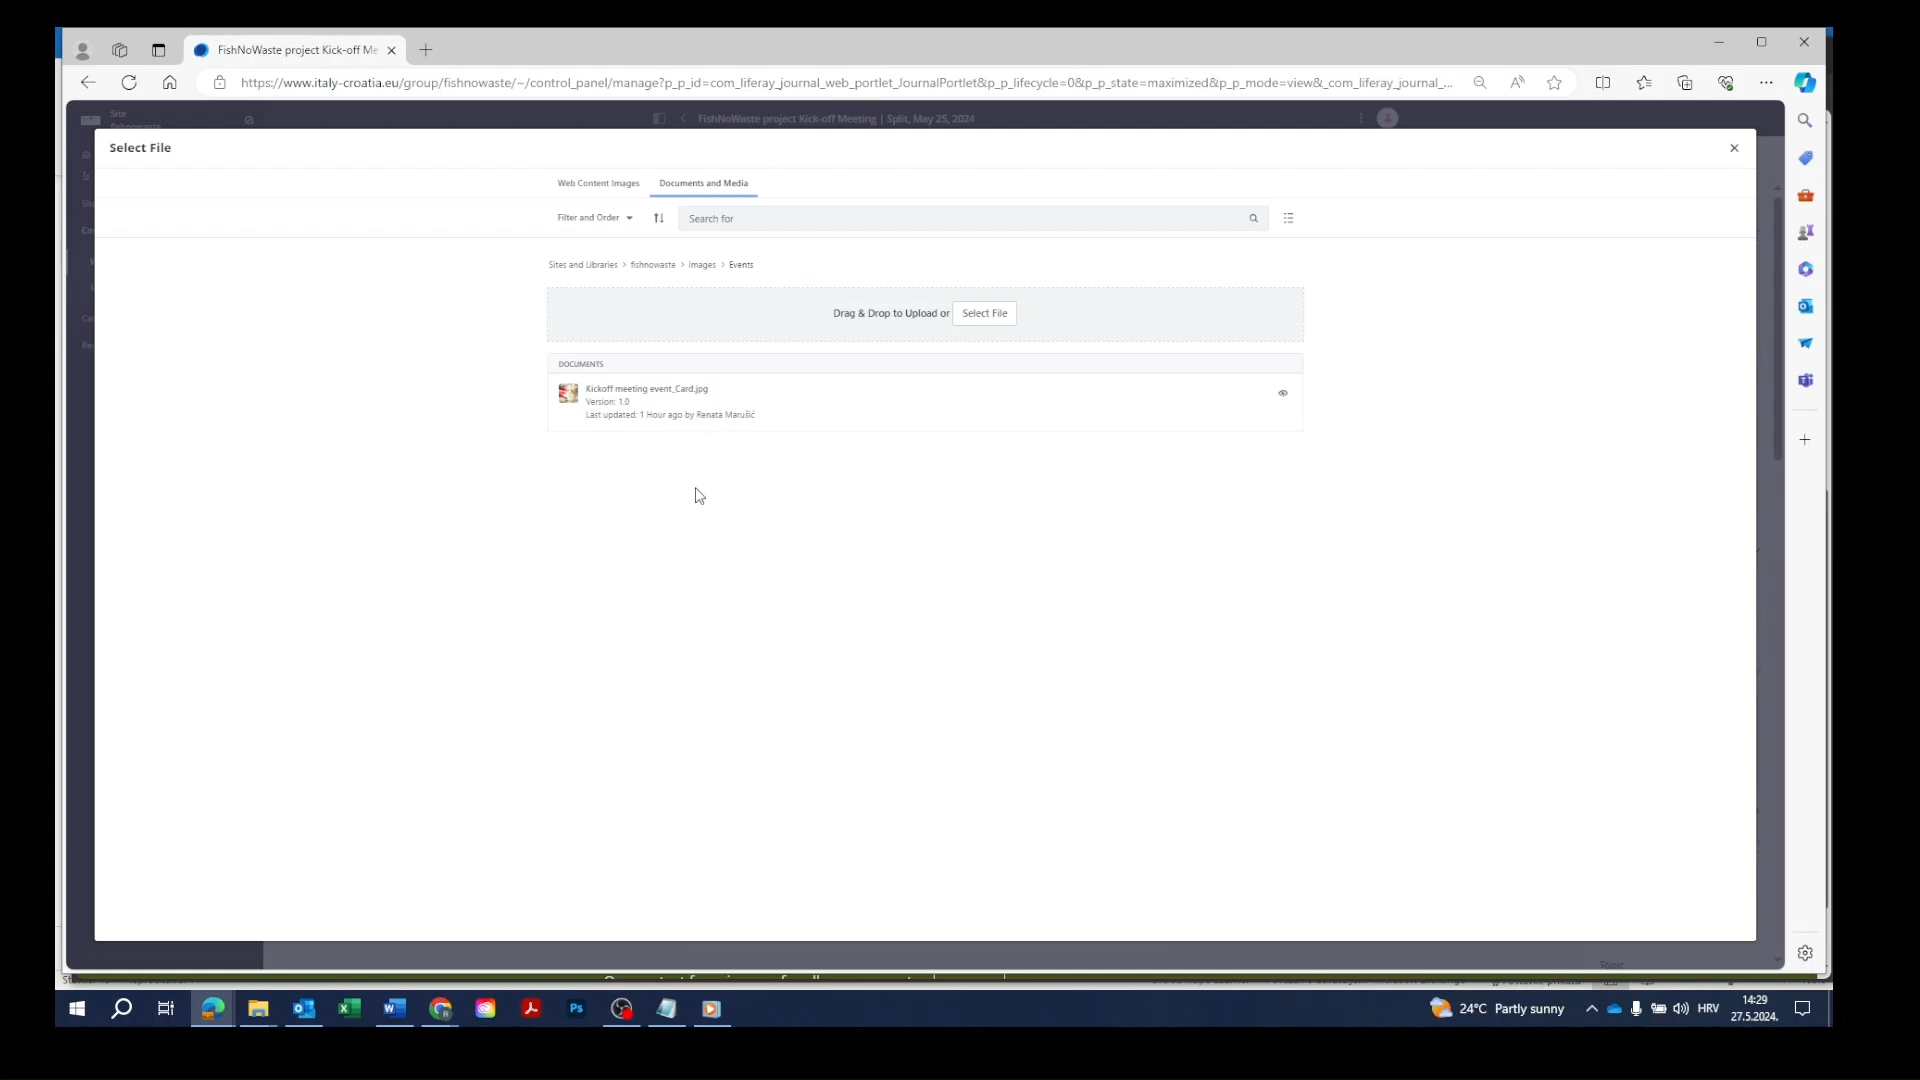 FishNoWaste project Kick-off Me
https://www.italy-croatia.eu/group/fishnowaste/~/control_panel/manage?p_p_id=com_liferay_journal_web_portlet_JournalPortlet&p_p_lifecycle=0&p_p_state=maximized&p_p_mode=view&_com_liferay_journal_...
Site
fishnowaste
FishNoWaste project Kick-off Meeting | Split, May 25, 2024
Select File
Web Content Images
Documents and Media
Filter and Order
Search for
Sites and Libraries > fishnowaste > Images > Events
Drag & Drop to Upload or Select File
DOCUMENTS
Kickoff meeting event_Card.jpg
Version: 1.0
Last updated: 1 Hour ago by Renata Marušić
Topic
24°C Partly sunny
HRV
14:29
27.5.2024.